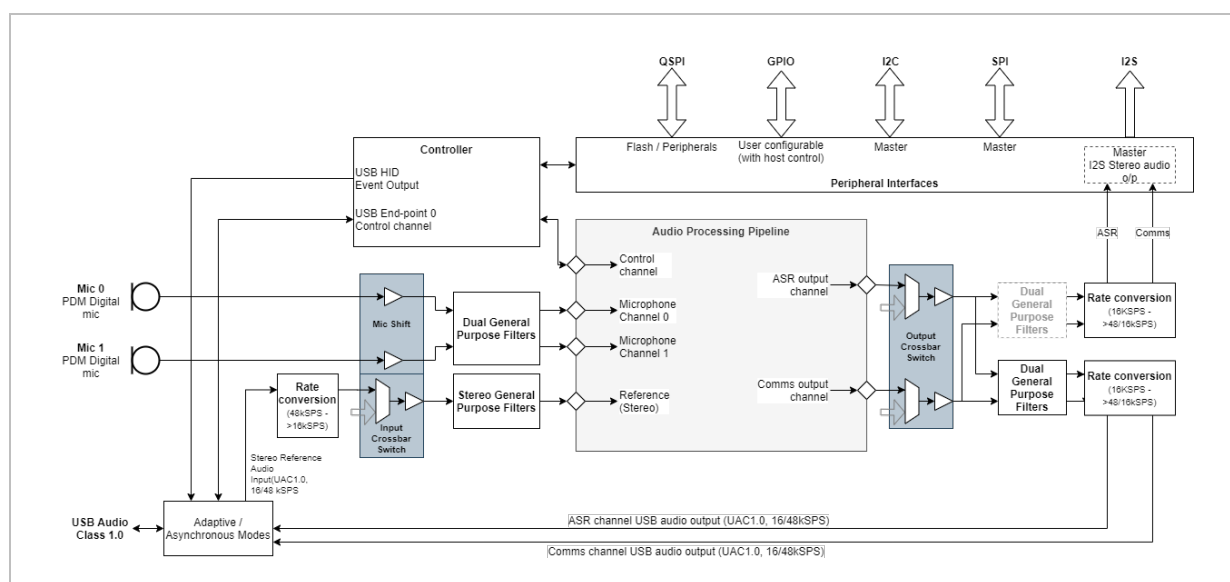 QSPI
GPIO
I2C
SPI
I2S
Flash / Peripherals
User configurable
(with host control)
Master
Master
Master
I2S Stereo audio
o/p
Peripheral Interfaces
Controller
USB HID
Event Output
USB End-point 0
Control channel
ASR
Comms
Audio Processing Pipeline
Control
channel
Mic 0
PDM Digital
mic
Mic Shift
Dual General
Purpose Filters
Microphone
Channel 0
Microphone
Channel 1
Mic 1
PDM Digital
mic
Rate
conversion
(48kSPS -
>16kSPS)
Input
Crossbar
Switch
Stereo General
Purpose Filters
Reference
(Stereo)
ASR output
channel
Comms output
channel
Output
Crossbar
Switch
Dual
General
Purpose
Filters
Rate conversion
(16KSPS -
>48/16kSPS)
Dual
General
Purpose
Filters
Rate conversion
(16KSPS -
>48/16kSPS)
Stereo Reference
Audio
Input(UAC1.0,
16/48 kSPS
USB Audio
Class 1.0
Adaptive /
Asynchronous Modes
ASR channel USB audio output (UAC1.0, 16/48kSPS)
Comms channel USB audio output (UAC1.0, 16/48kSPS)